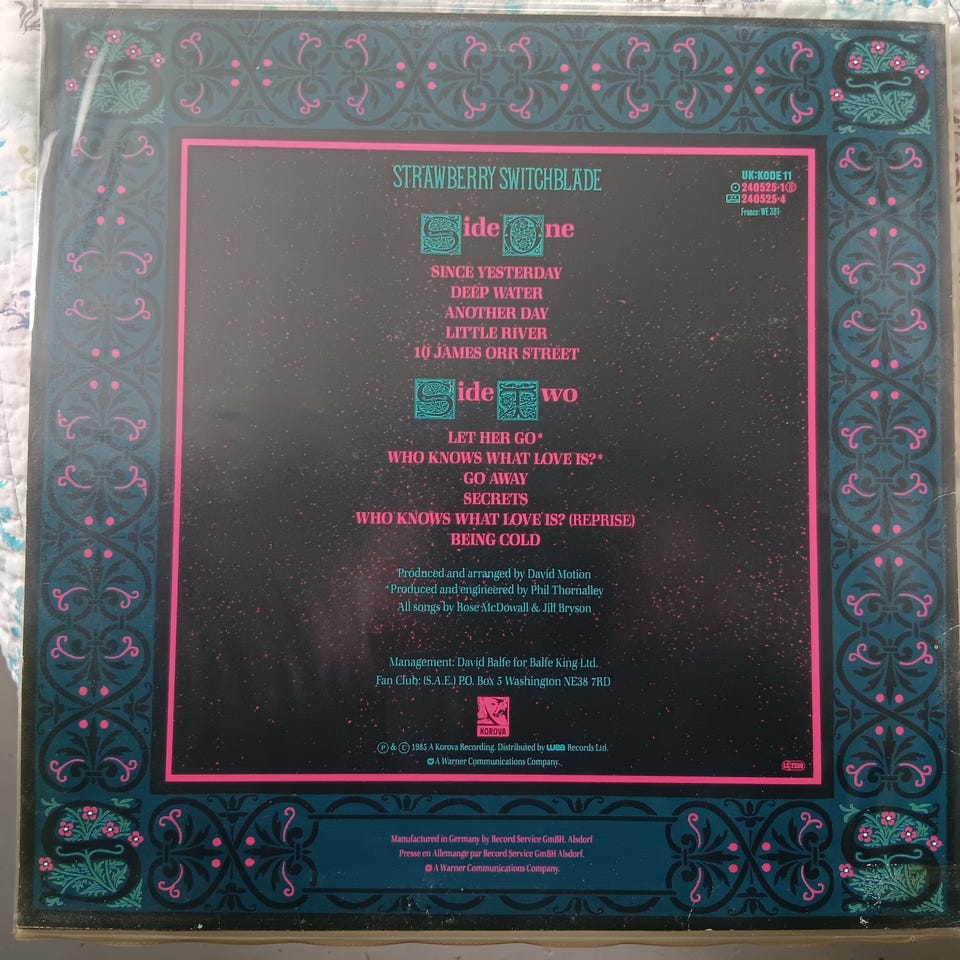 STRAWBERRY SWITCHBLADE
UK:KODE 11
240525-1
240525-4
France: WE 381
Side One
SINCE YESTERDAY
DEEP WATER
ANOTHER DAY
LITTLE RIVER
10 JAMES ORR STREET
Side Two
LET HER GO*
WHO KNOWS WHAT LOVE IS?*
GO AWAY
SECRETS
WHO KNOWS WHAT LOVE IS? (REPRISE)
BEING COLD
Produced and arranged by David Motion
*Produced and engineered by Phil Thornalley
All songs by Rose McDowall & Jill Bryson
Management: David Balfe for Balfe King Ltd.
Fan Club: (S.A.E.) P.O. Box 5 Washington NE38 7RD
KOROVA
Ⓟ & © 1985 A Korova Recording. Distributed by wea Records Ltd.
A Warner Communications Company.
LC 7259
Manufactured in Germany by Record Service GmbH, Alsdorf
Presse en Allemange par Record Service GmBH Alsdorf.
A Warner Communications Company.